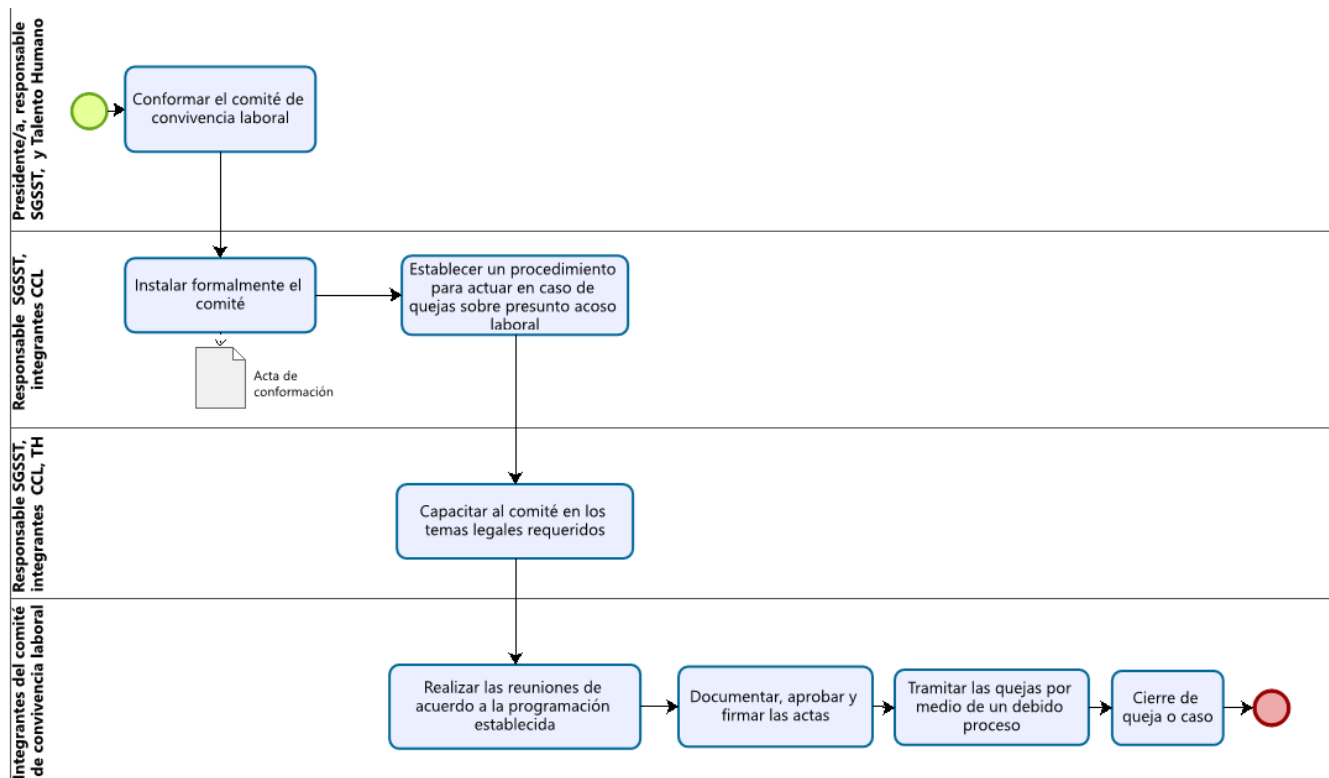 Presidente/a, responsable
SGSST,  y Talento Humano
Conformar el comité de
convivencia laboral
Responsable SGSST,
integrantes CCL
Instalar formalmente el
comité
Establecer un procedimiento
para actuar en caso de
quejas sobre presunto acoso
laboral
Acta de
conformación
Responsable SGSST,
integrantes CCL, TH
Capacitar al comité en los
temas legales requeridos
Integrantes del comité
de convivencia laboral
Realizar las reuniones de
acuerdo a la programación
establecida
Documentar, aprobar y
firmar las actas
Tramitar las quejas por
medio de un debido
proceso
Cierre de
queja o caso